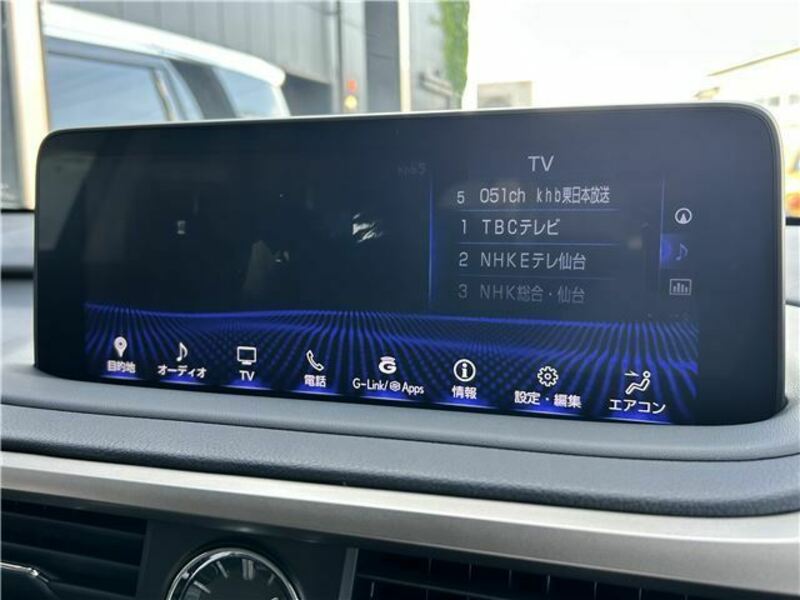 TV
5 051ch khb東日本放送
1 TBCテレビ
2 NHKEテレ仙台
3 NHK総合・仙台
目的地
オーディオ
TV
電話
G-Link/Apps
情報
設定・編集
エアコン